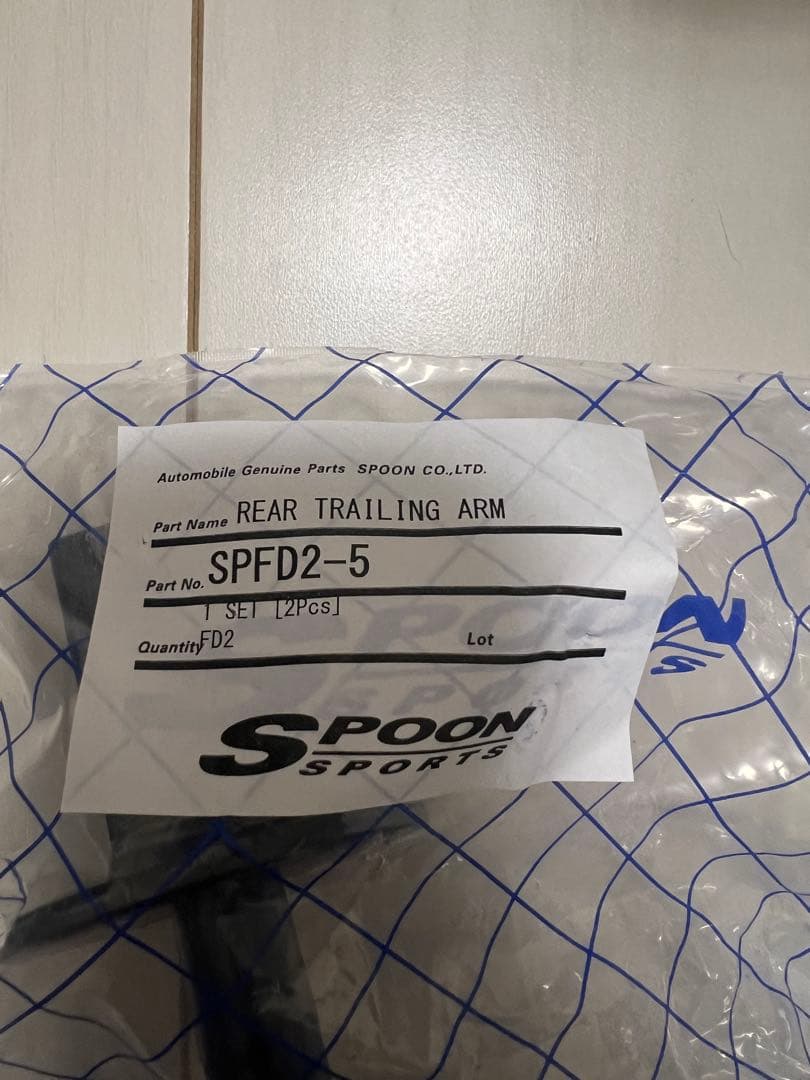 Automobile Genuine Parts SPOON CO.,LTD.
Part Name REAR TRAILING ARM
Part No. SPFD2-5
1 SET [2Pcs]
Quantity FD2 Lot
SPOON
SPORTS